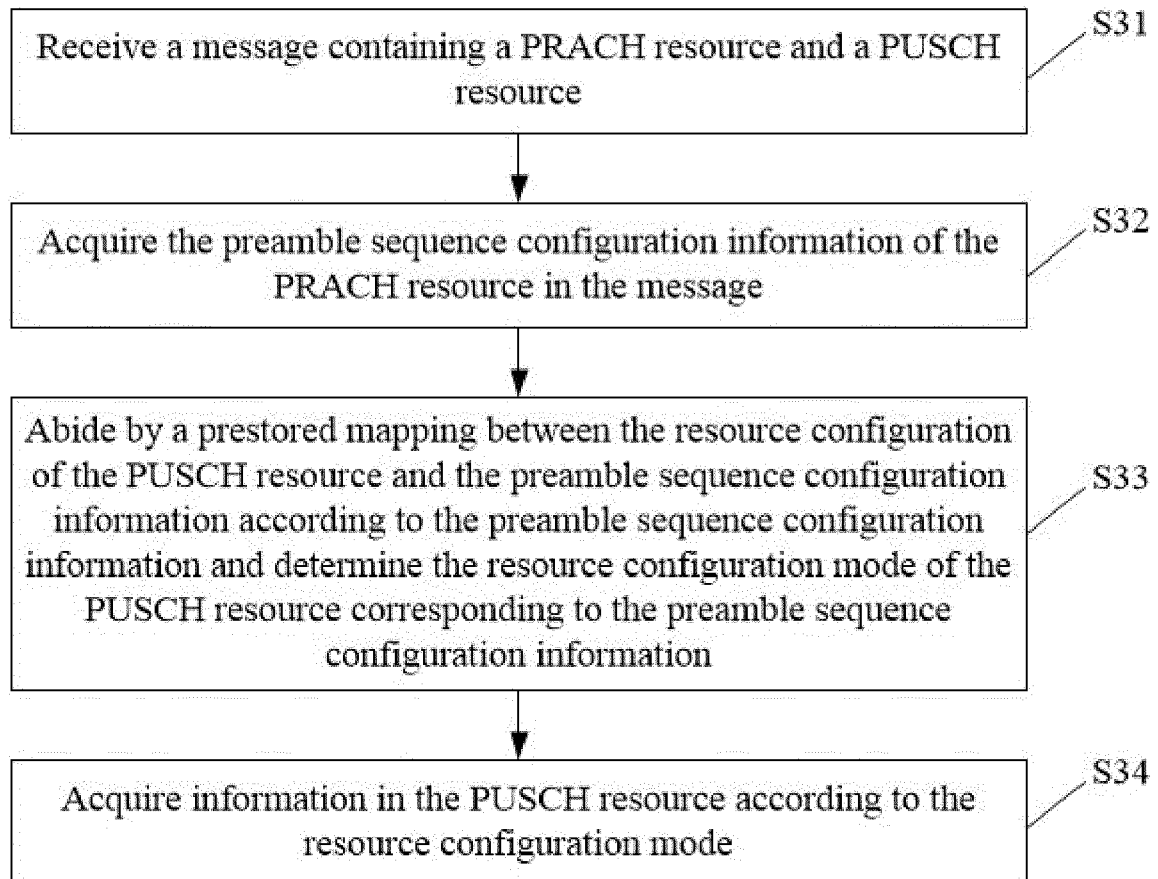 Receive a message containing a PRACH resource and a PUSCH
resource
S31
Acquire the preamble sequence configuration information of the
PRACH resource in the message
S32
Abide by a prestored mapping between the resource configuration
of the PUSCH resource and the preamble sequence configuration
information according to the preamble sequence configuration
information and determine the resource configuration mode of the
PUSCH resource corresponding to the preamble sequence
configuration information
S33
Acquire information in the PUSCH resource according to the
resource configuration mode
S34